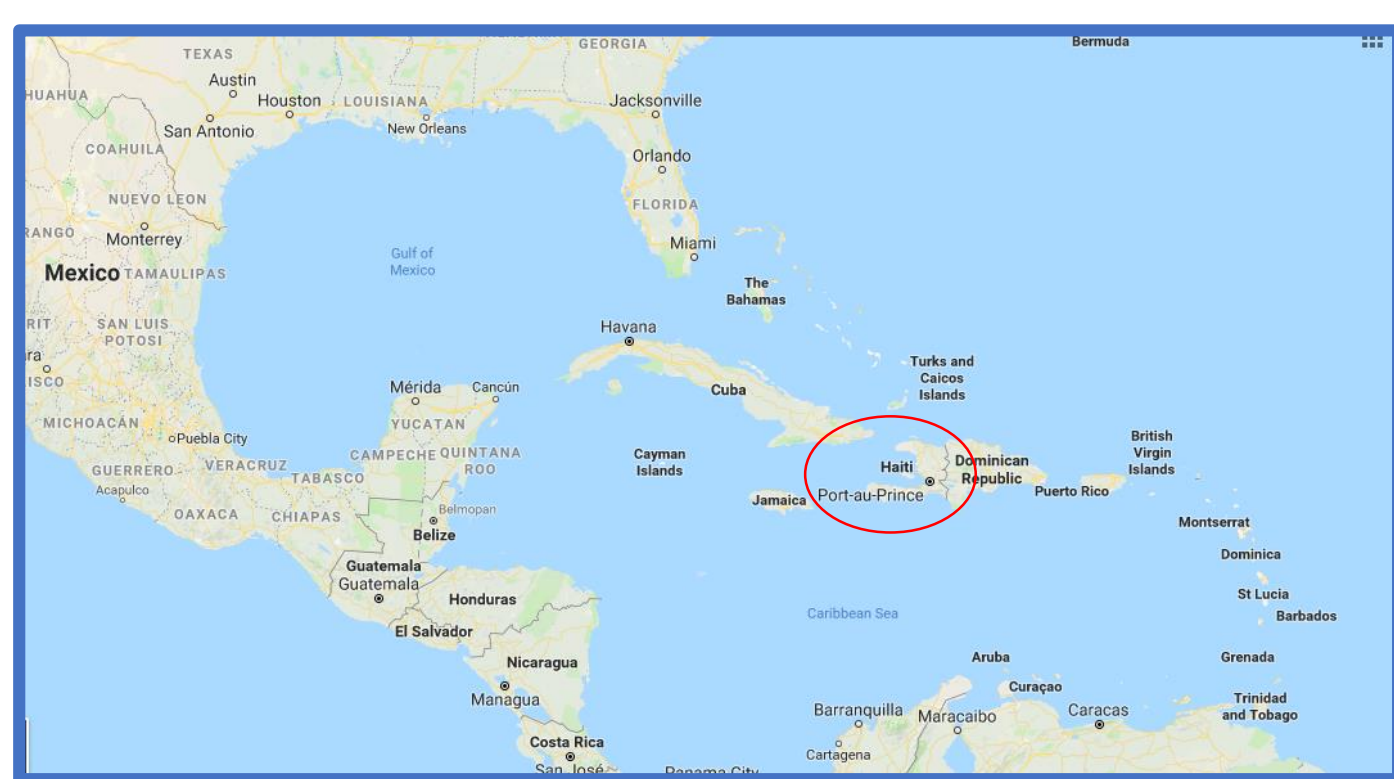 TEXAS
GEORGIA
Bermuda
Austin
HUAHUA
Houston
LOUISIANA
Jacksonville
San Antonio
New Orleans
COAHUILA
Orlando
NUEVO LEON
FLORIDA
RANGO
Monterrey
Miami
Gulf of
Mexico
Mexico
TAMAULIPAS
The
Bahamas
RIT
SAN LUIS
POTOSI
Havana
ra
Turks and
Caicos
Islands
ISCO
Mérida
Cancún
Cuba
MICHOACÁN
YUCATAN
Puebla City
British
Virgin
Islands
CAMPECHE
QUINTANA
ROO
Cayman
Islands
GUERRERO
VERACRUZ
TABASCO
Haiti
Dominican
Republic
Acapulco
Port-au-Prince
Puerto Rico
Jamaica
OAXACA
CHIAPAS
Belmopan
Belize
Montserrat
Dominica
Guatemala
Guatemala
Honduras
St Lucia
Caribbean Sea
Barbados
El Salvador
Nicaragua
Aruba
Grenada
Managua
Curaçao
Trinidad
and Tobago
Barranquilla
Maracaibo
Caracas
Costa Rica
Cartagena
San José
Panama City